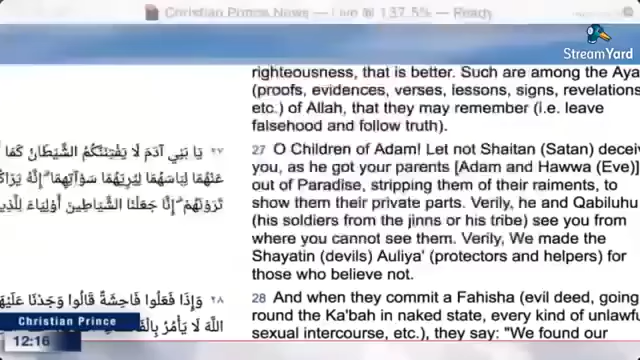 Christian Prince News — Live @ 137.5% — Ready
StreamYard
righteousness, that is better. Such are among the Aya
(proofs, evidences, verses, lessons, signs, revelations
etc.) of Allah, that they may remember (i.e. leave
falsehood and follow truth).
٢٧ يَا بَنِي آدَمَ لَا يَفْتِنَنَّكُمُ الشَّيْطَانُ كَمَا
عَنْهُمَا لِبَاسَهُمَا لِيُرِيَهُمَا سَوْآتِهِمَا ۗ إِنَّهُ
تَرَوْنَهُمْ ۗ إِنَّا جَعَلْنَا الشَّيَاطِينَ أَوْلِيَاءَ
27 O Children of Adam! Let not Shaitan (Satan) deceiv
you, as he got your parents [Adam and Hawwa (Eve)]
out of Paradise, stripping them of their raiments, to
show them their private parts. Verily, he and Qabiluhu
(his soldiers from the jinns or his tribe) see you from
where you cannot see them. Verily, We made the
Shayatin (devils) Auliya' (protectors and helpers) for
those who believe not.
٢٨ وَإِذَا فَعَلُوا فَاحِشَةً قَالُوا وَجَدْنَا
اللَّهَ لَا يَأْمُرُ
28 And when they commit a Fahisha (evil deed, going
round the Ka'bah in naked state, every kind of unlawfu
sexual intercourse, etc.), they say: "We found our
Christian Prince
12:16